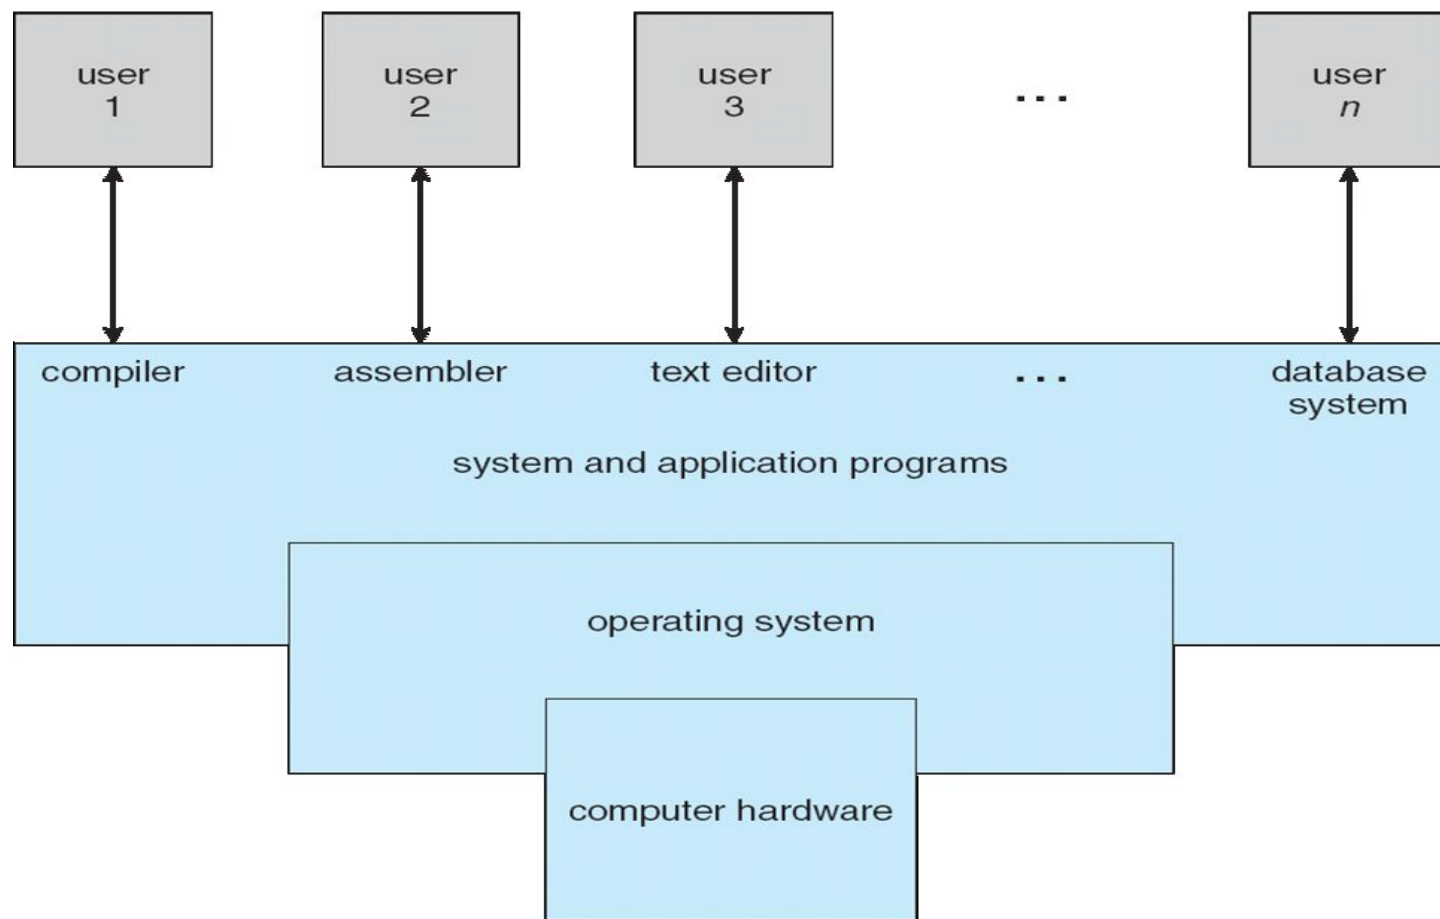 user
1
user
2
user
3
...
user
n
compiler
assembler
text editor
...
database
system
system and application programs
operating system
computer hardware